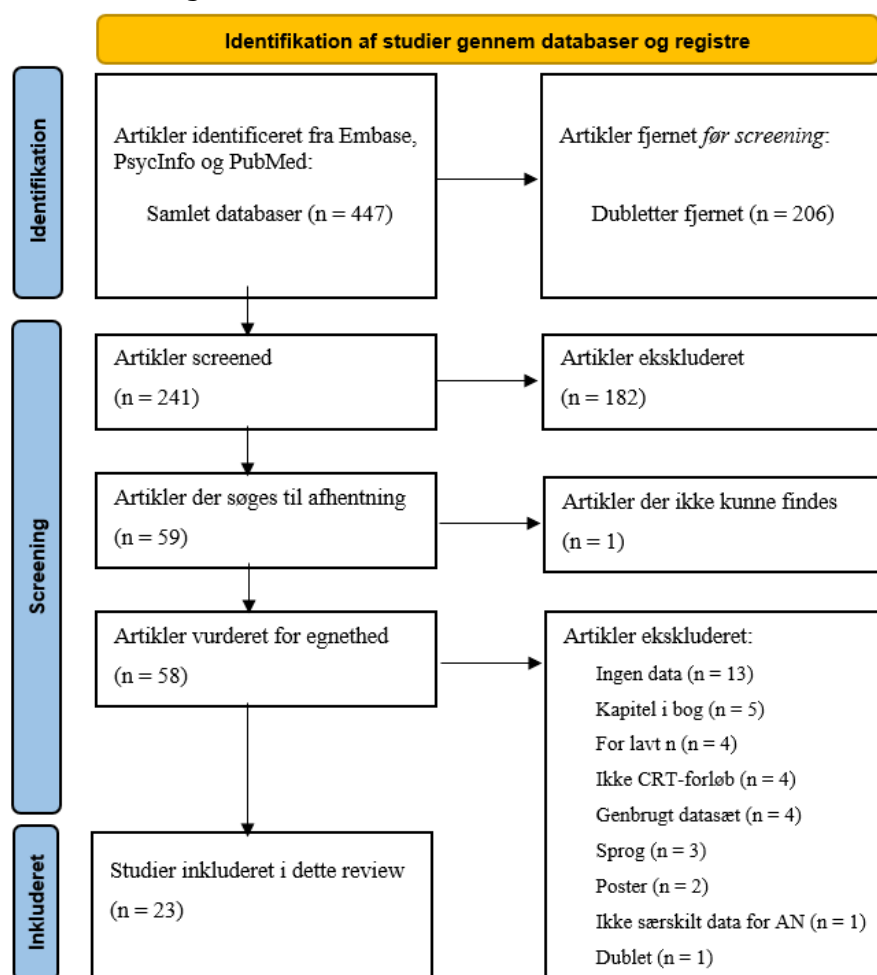 Identifikation af studier gennem databaser og registre
Identifikation
Artikler identificeret fra Embase,
PsycInfo og PubMed:
Samlet databaser (n = 447)
Artikler fjernet før screening:
Dubletter fjernet (n = 206)
Screening
Artikler screened
(n = 241)
Artikler ekskluderet
(n = 182)
Artikler der søges til afhentning
(n = 59)
Artikler der ikke kunne findes
(n = 1)
Artikler vurderet for egnethed
(n = 58)
Artikler ekskluderet:
Ingen data (n = 13)
Kapitel i bog (n = 5)
For lavt n (n = 4)
Ikke CRT-forløb (n = 4)
Genbrugt datasæt (n = 4)
Sprog (n = 3)
Poster (n = 2)
Ikke særskilt data for AN (n = 1)
Dublet (n = 1)
Inkluderet
Studier inkluderet i dette review
(n = 23)